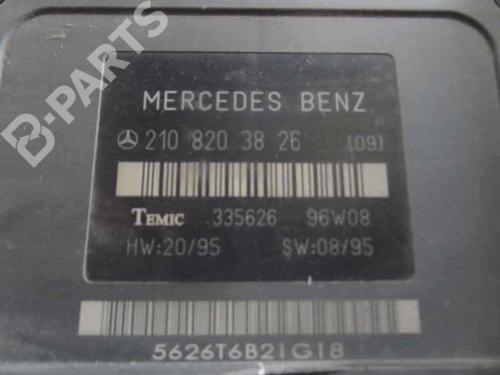 B-PARTS
MERCEDES BENZ
210 820 38 26 [09]
TEMIC 335626 96W08
HW:20/95 SW:08/95
5626T6B21G18